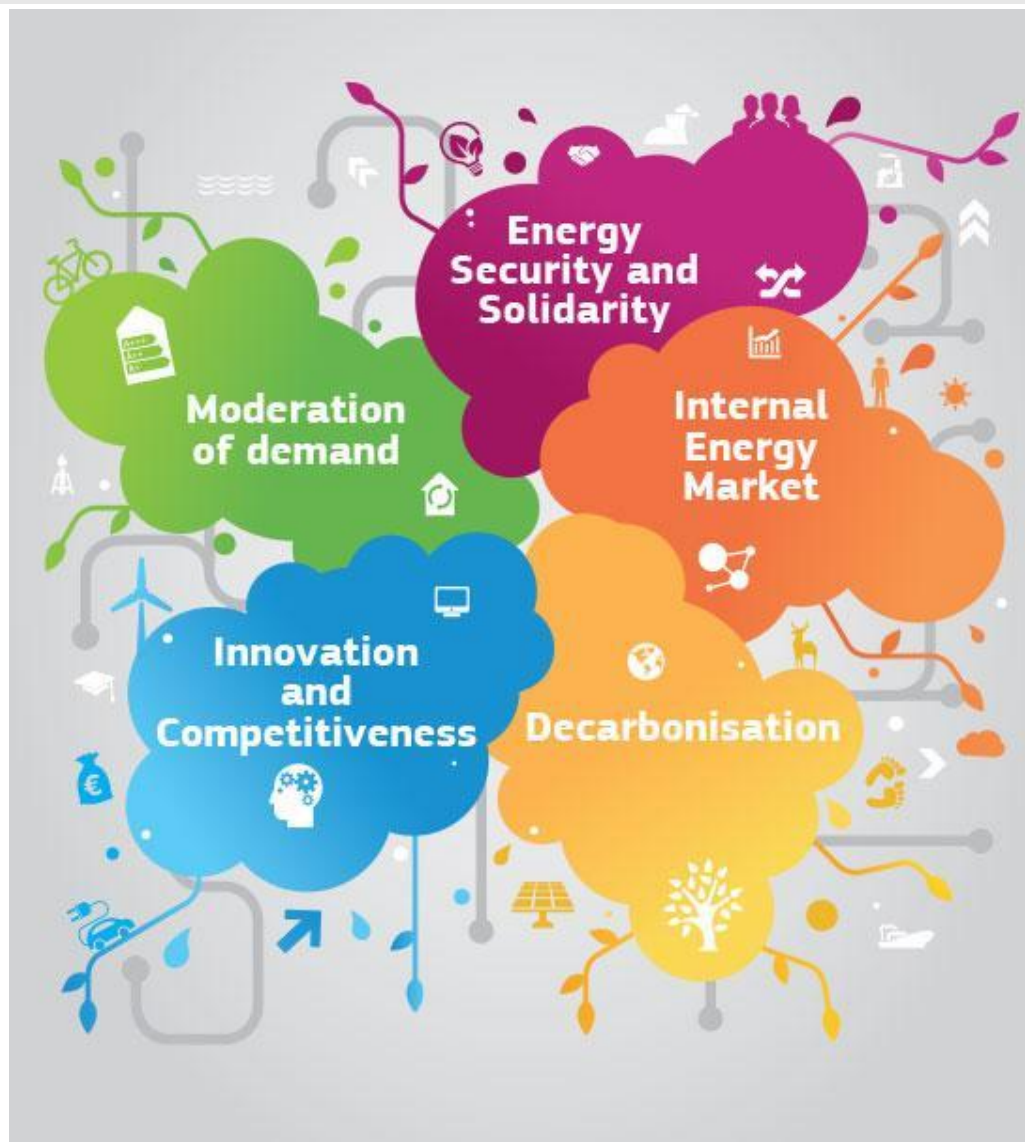 Energy
Security and
Solidarity
Moderation
of demand
Internal
Energy
Market
Innovation
and
Competitiveness
Decarbonisation
€